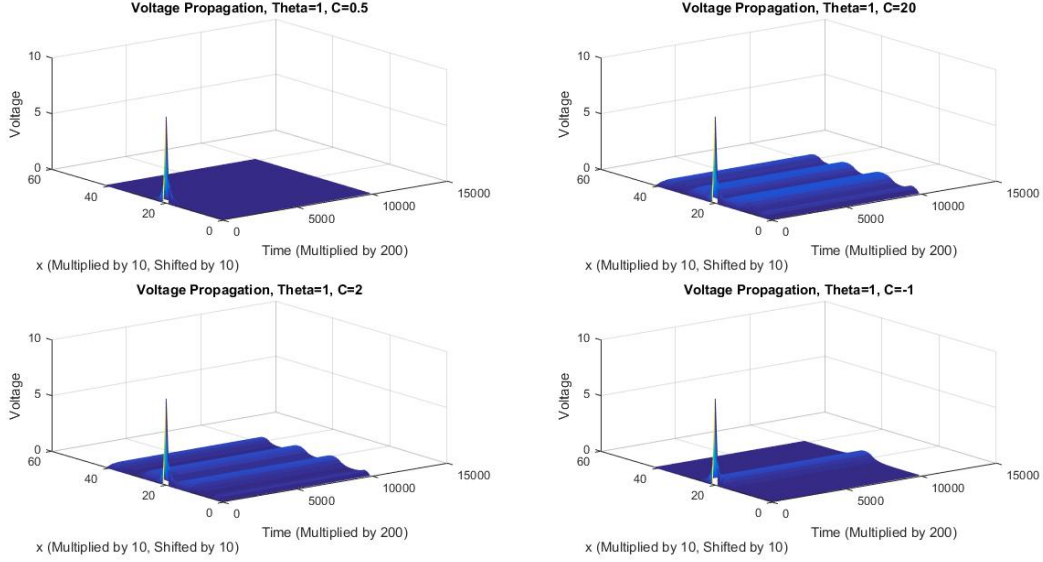 Voltage Propagation, Theta=1, C=0.5
10
5
0
Voltage
60
40
20
0
0
5000
10000
15000
Time (Multiplied by 200)
x (Multiplied by 10, Shifted by 10)
Voltage Propagation, Theta=1, C=20
10
5
0
Voltage
60
40
20
0
0
5000
10000
15000
Time (Multiplied by 200)
x (Multiplied by 10, Shifted by 10)
Voltage Propagation, Theta=1, C=2
10
5
0
Voltage
60
40
20
0
0
5000
10000
15000
Time (Multiplied by 200)
x (Multiplied by 10, Shifted by 10)
Voltage Propagation, Theta=1, C=-1
10
5
0
Voltage
60
40
20
0
0
5000
10000
15000
Time (Multiplied by 200)
x (Multiplied by 10, Shifted by 10)